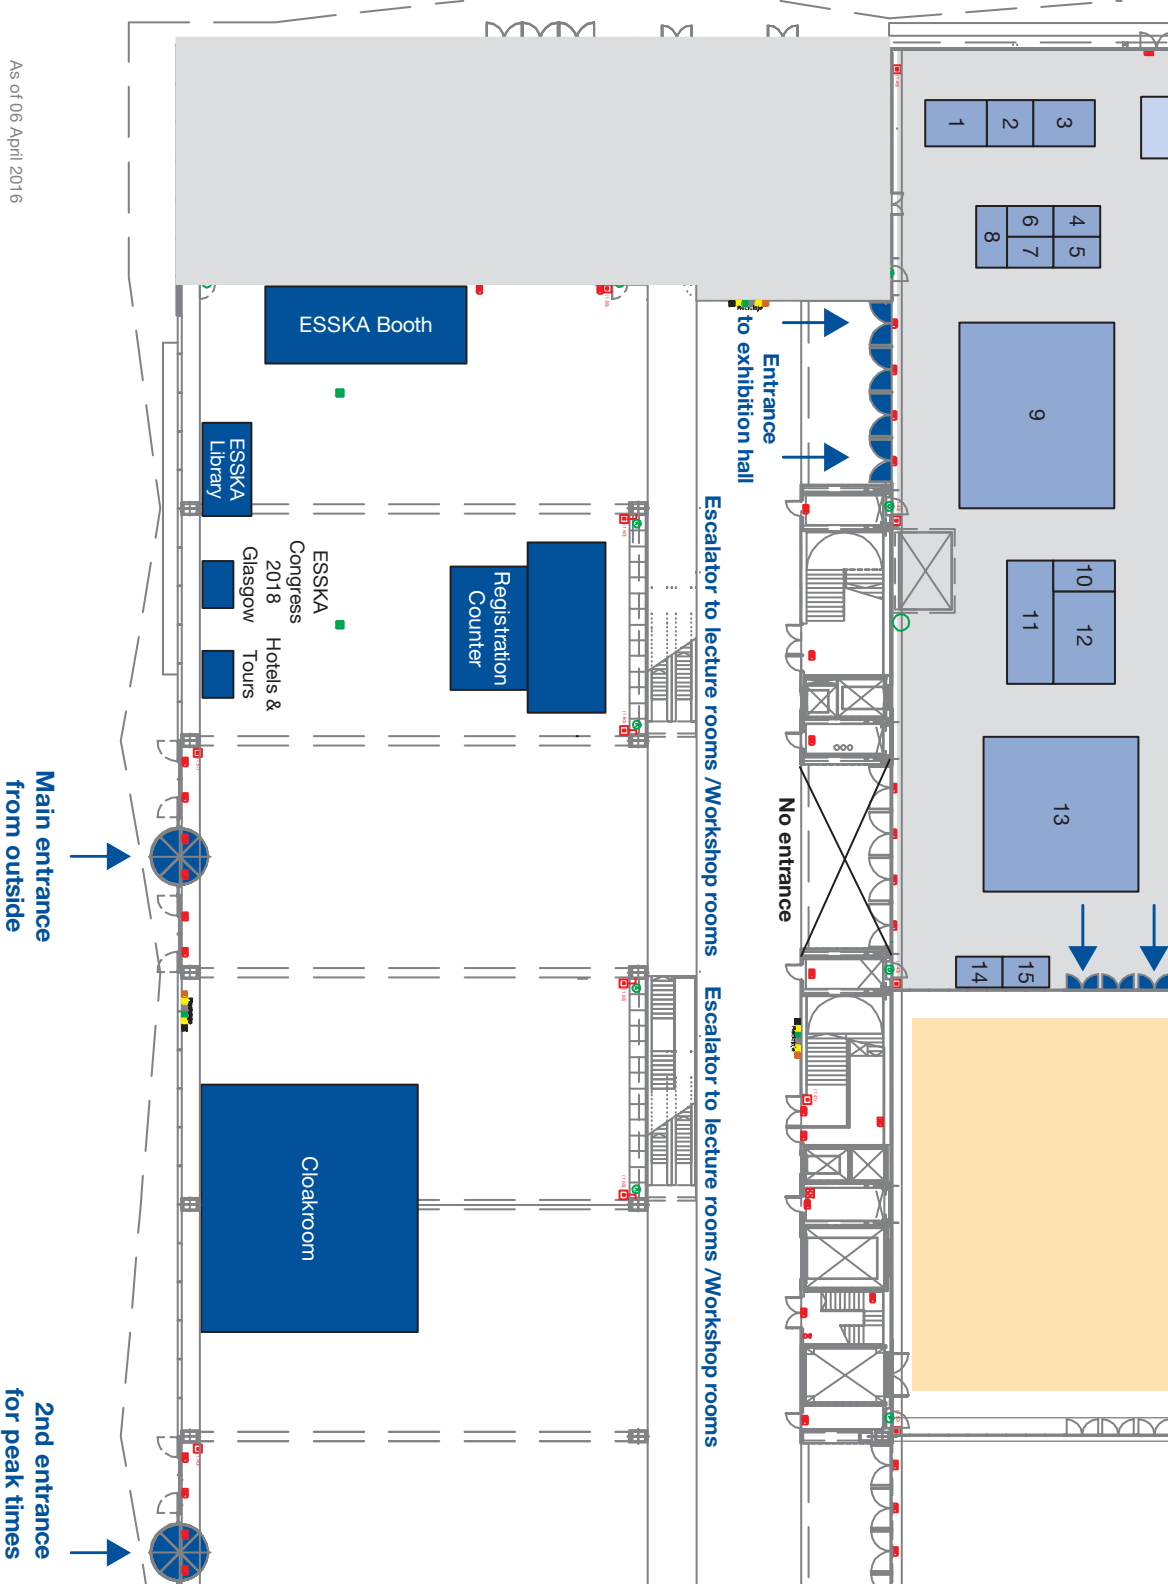 As of 06 April 2016
1
2
3
4
5
6
7
8
9
10
11
12
13
14
15
ESSKA Booth
Entrance
to exhibition hall
ESSKA
Library
ESSKA
Congress
2018
Glasgow
Hotels &
Tours
Registration
Counter
Escalator to lecture rooms /Workshop rooms
No entrance
Escalator to lecture rooms /Workshop rooms
Main entrance
from outside
Cloakroom
2nd entrance
for peak times